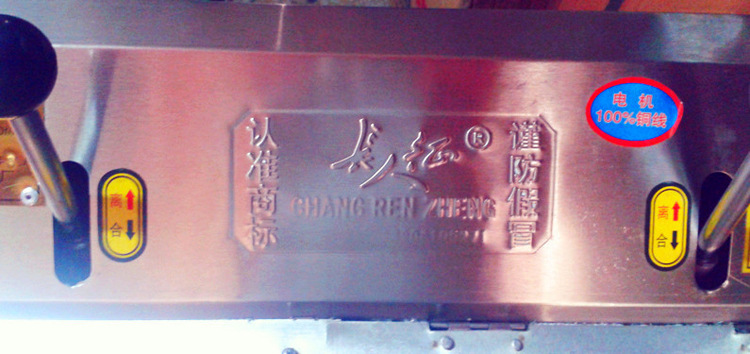 认准商标
长人征®
CHANG REN ZHENG
谨防假冒
电机
100%铜线
离
合
离
合